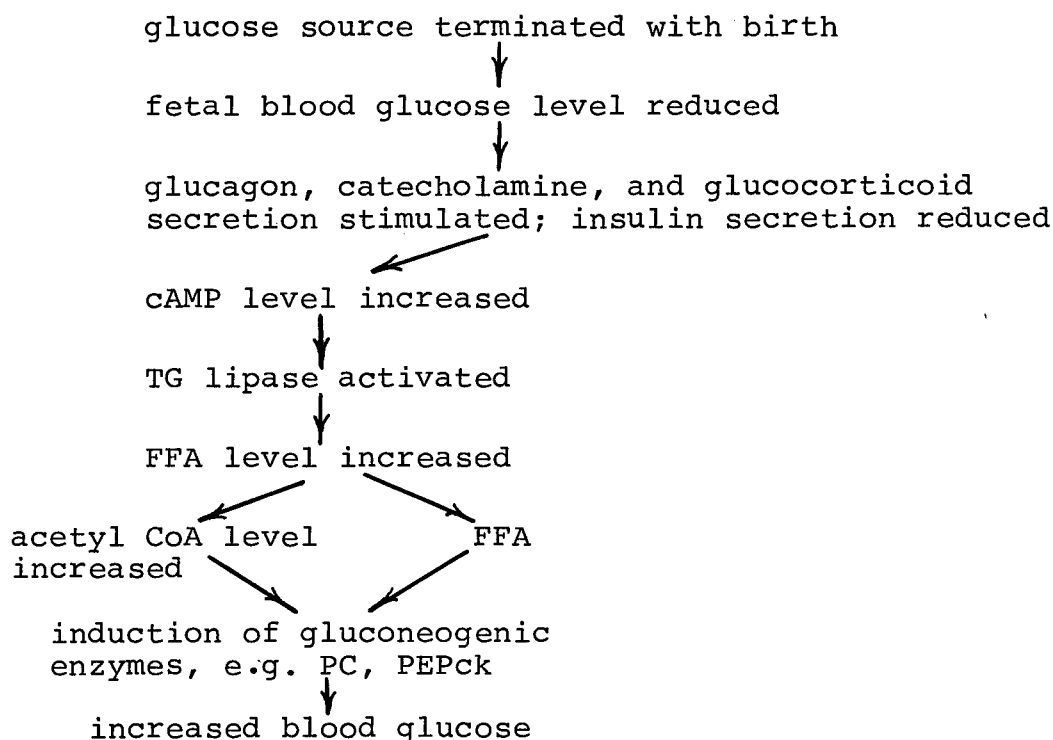 glucose source terminated with birth
fetal blood glucose level reduced
glucagon, catecholamine, and glucocorticoid
secretion stimulated; insulin secretion reduced
cAMP level increased
TG lipase activated
FFA level increased
acetyl CoA level
increased
FFA
induction of gluconeogenic
enzymes, e.g. PC, PEPck
increased blood glucose